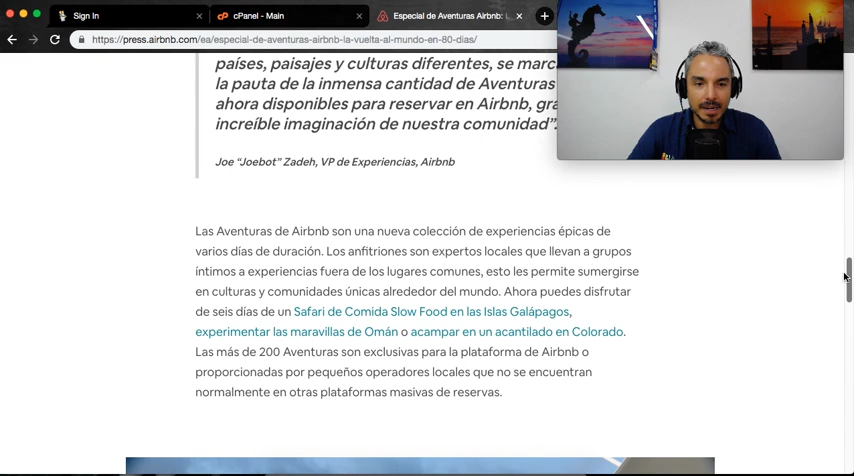 Sign In
cPanel - Main
Especial de Aventuras Airbnb:
https://press.airbnb.com/ea/especial-de-aventuras-airbnb-la-vuelta-al-mundo-en-80-dias/
países, paisajes y culturas diferentes, se
la pauta de la inmensa cantidad de Aventuras
ahora disponibles para reservar en Airbnb,
increíble imaginación de nuestra comunidad”.
Joe “Joebot” Zadeh, VP de Experiencias, Airbnb
Las Aventuras de Airbnb son una nueva colección de experiencias épicas de
varios días de duración. Los anfitriones son expertos locales que llevan a grupos
íntimos a experiencias fuera de los lugares comunes, esto les permite sumergirse
en culturas y comunidades únicas alrededor del mundo. Ahora puedes disfrutar
de seis días de un Safari de Comida Slow Food en las Islas Galápagos,
experimentar las maravillas de Omán o acampar en un acantilado en Colorado.
Las más de 200 Aventuras son exclusivas para la plataforma de Airbnb o
proporcionadas por pequeños operadores locales que no se encuentran
normalmente en otras plataformas masivas de reservas.